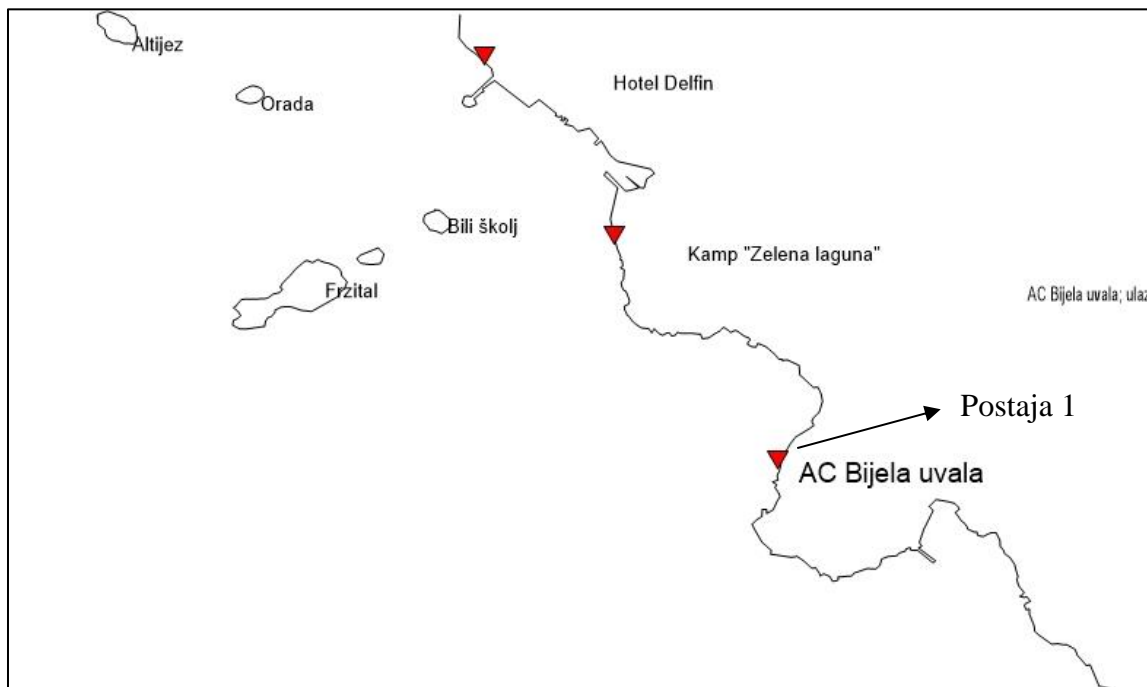 Altijez
Hotel Delfin
Orada
Bili školj
Kamp "Zelena laguna"
Frzital
AC Bijela uvala; ulaz
Postaja 1
AC Bijela uvala